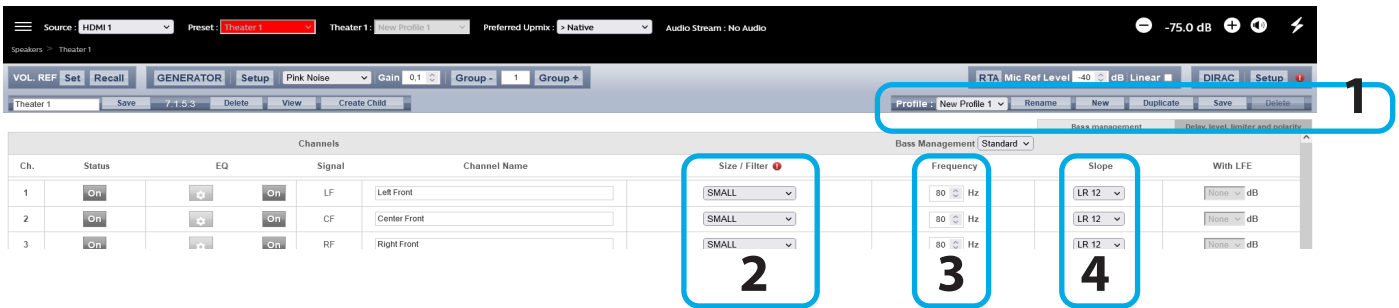 Source : HDMI 1 Preset : Theater 1 Theater 1 : New Profile 1 Preferred Upmix : > Native Audio Stream : No Audio -75.0 dB
Speakers > Theater 1
VOL. REF Set Recall GENERATOR Setup Pink Noise Gain 0,1 Group - 1 Group + RTA Mic Ref Level -40 dB Linear DIRAC Setup
Theater 1 Save 7.1.5.3 Delete View Create Child Profile : New Profile 1 Rename New Duplicate Save Delete
1
Bass management Delay, level, limiter and polarity
Channels Bass Management Standard
Ch. Status EQ Signal Channel Name Size / Filter Frequency Slope With LFE
1 On On LF Left Front SMALL 80 Hz LR 12 None dB
2 On On CF Center Front SMALL 80 Hz LR 12 None dB
3 On On RF Right Front SMALL 80 Hz LR 12 None dB
2 3 4